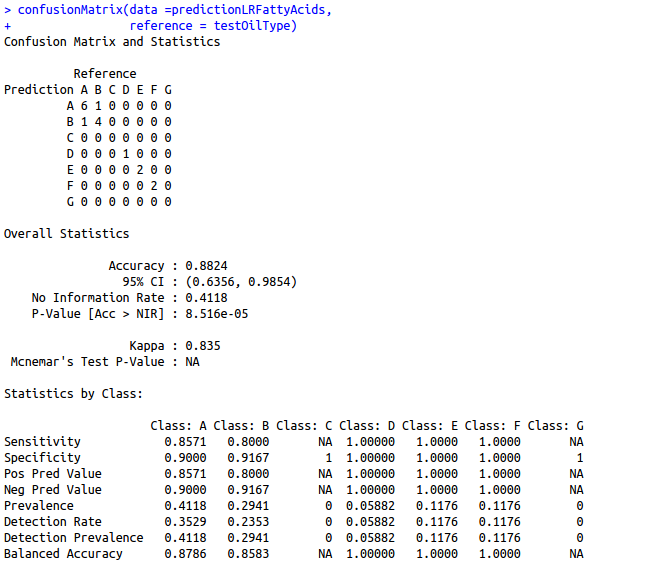 > confusionMatrix(data =predictionLRFattyAcids,
+                 reference = testOilType)
Confusion Matrix and Statistics

          Reference
Prediction A B C D E F G
         A 6 1 0 0 0 0 0
         B 1 4 0 0 0 0 0
         C 0 0 0 0 0 0 0
         D 0 0 0 1 0 0 0
         E 0 0 0 0 2 0 0
         F 0 0 0 0 0 2 0
         G 0 0 0 0 0 0 0

Overall Statistics

               Accuracy : 0.8824
                 95% CI : (0.6356, 0.9854)
    No Information Rate : 0.4118
    P-Value [Acc > NIR] : 8.516e-05

                  Kappa : 0.835
 Mcnemar's Test P-Value : NA

Statistics by Class:

                     Class: A Class: B Class: C Class: D Class: E Class: F Class: G
Sensitivity            0.8571   0.8000       NA  1.00000   1.0000   1.0000       NA
Specificity            0.9000   0.9167        1  1.00000   1.0000   1.0000        1
Pos Pred Value         0.8571   0.8000       NA  1.00000   1.0000   1.0000       NA
Neg Pred Value         0.9000   0.9167       NA  1.00000   1.0000   1.0000       NA
Prevalence             0.4118   0.2941        0  0.05882   0.1176   0.1176        0
Detection Rate         0.3529   0.2353        0  0.05882   0.1176   0.1176        0
Detection Prevalence   0.4118   0.2941        0  0.05882   0.1176   0.1176        0
Balanced Accuracy      0.8786   0.8583       NA  1.00000   1.0000   1.0000       NA